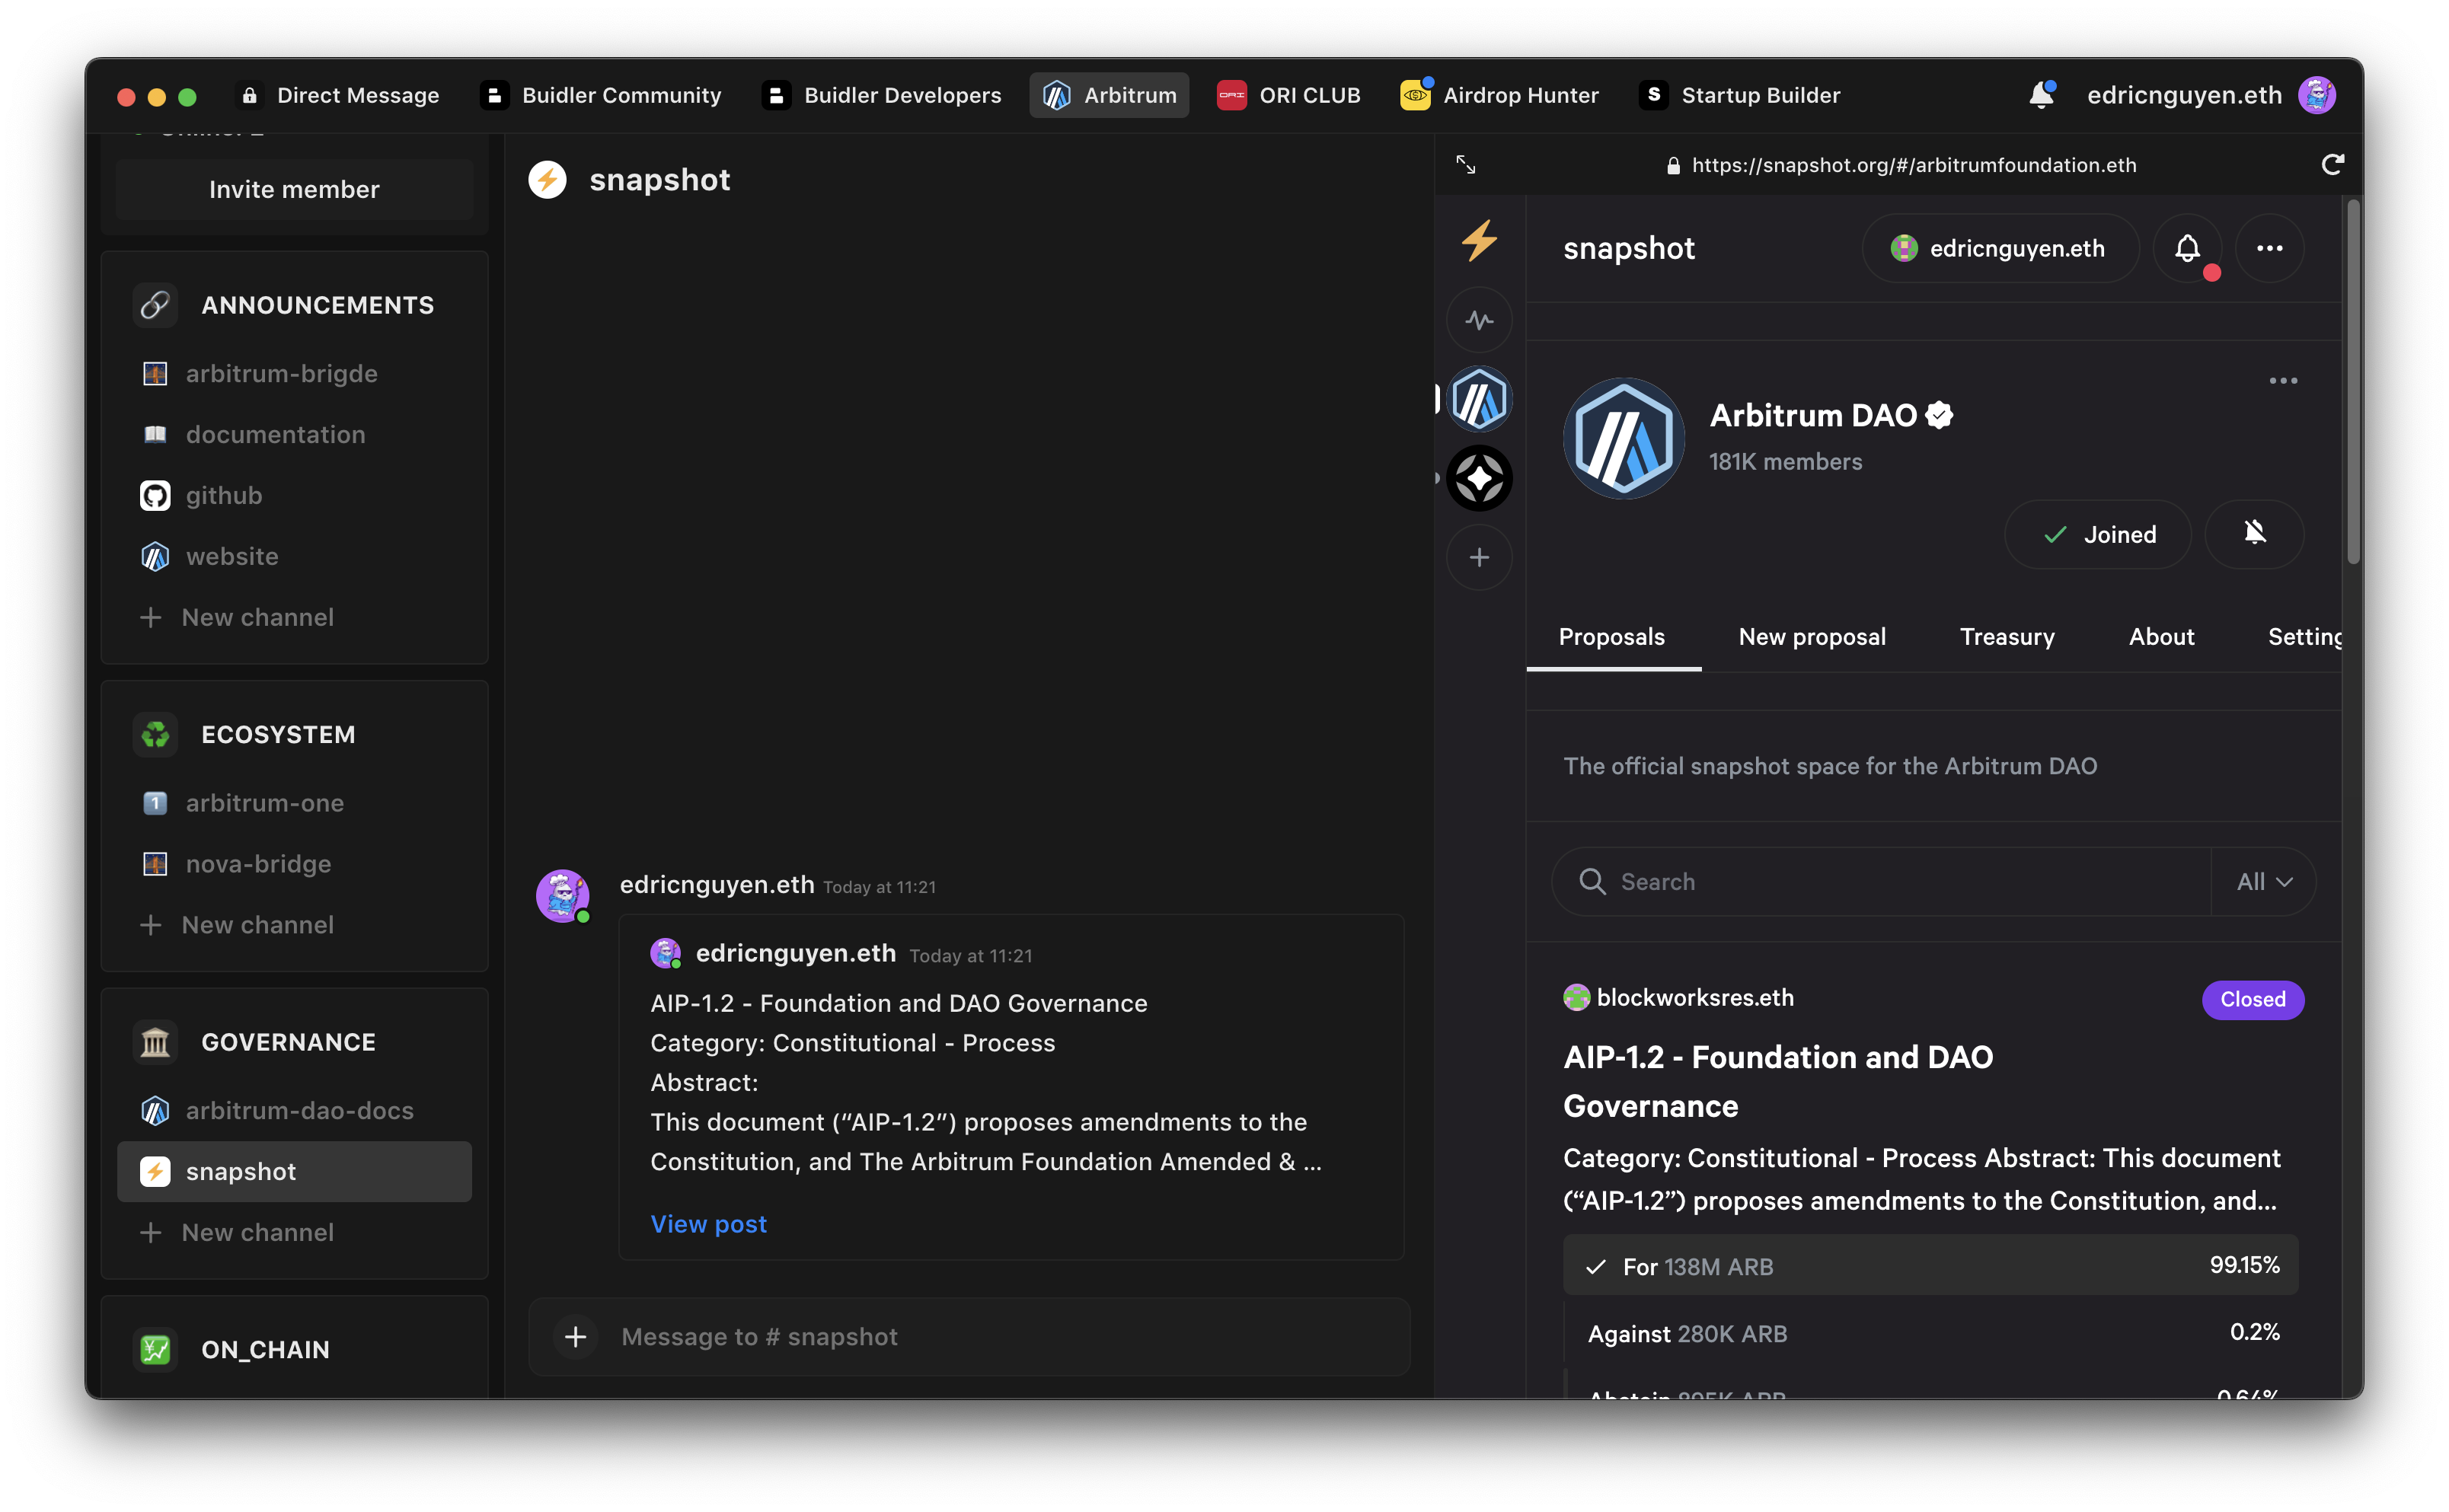 Direct Message
Buidler Community
Buidler Developers
Arbitrum
ORI CLUB
Airdrop Hunter
S
Startup Builder
edricnguyen.eth
Invite member
ANNOUNCEMENTS
arbitrum-brigde
documentation
github
website
New channel
ECOSYSTEM
1
arbitrum-one
nova-bridge
New channel
GOVERNANCE
arbitrum-dao-docs
snapshot
New channel
ON_CHAIN
snapshot
edricnguyen.eth Today at 11:21
edricnguyen.eth Today at 11:21
AIP-1.2 - Foundation and DAO Governance
Category: Constitutional - Process
Abstract:
This document (“AIP-1.2”) proposes amendments to the
Constitution, and The Arbitrum Foundation Amended & ...
View post
Message to # snapshot
https://snapshot.org/#/arbitrumfoundation.eth
snapshot
edricnguyen.eth
Arbitrum DAO
181K members
Joined
Proposals
New proposal
Treasury
About
Setting
The official snapshot space for the Arbitrum DAO
Search
All
blockworksres.eth
Closed
AIP-1.2 - Foundation and DAO
Governance
Category: Constitutional - Process Abstract: This document
(“AIP-1.2”) proposes amendments to the Constitution, and...
For 138M ARB 99.15%
Against 280K ARB 0.2%
Abstain 895K ARB 0.64%